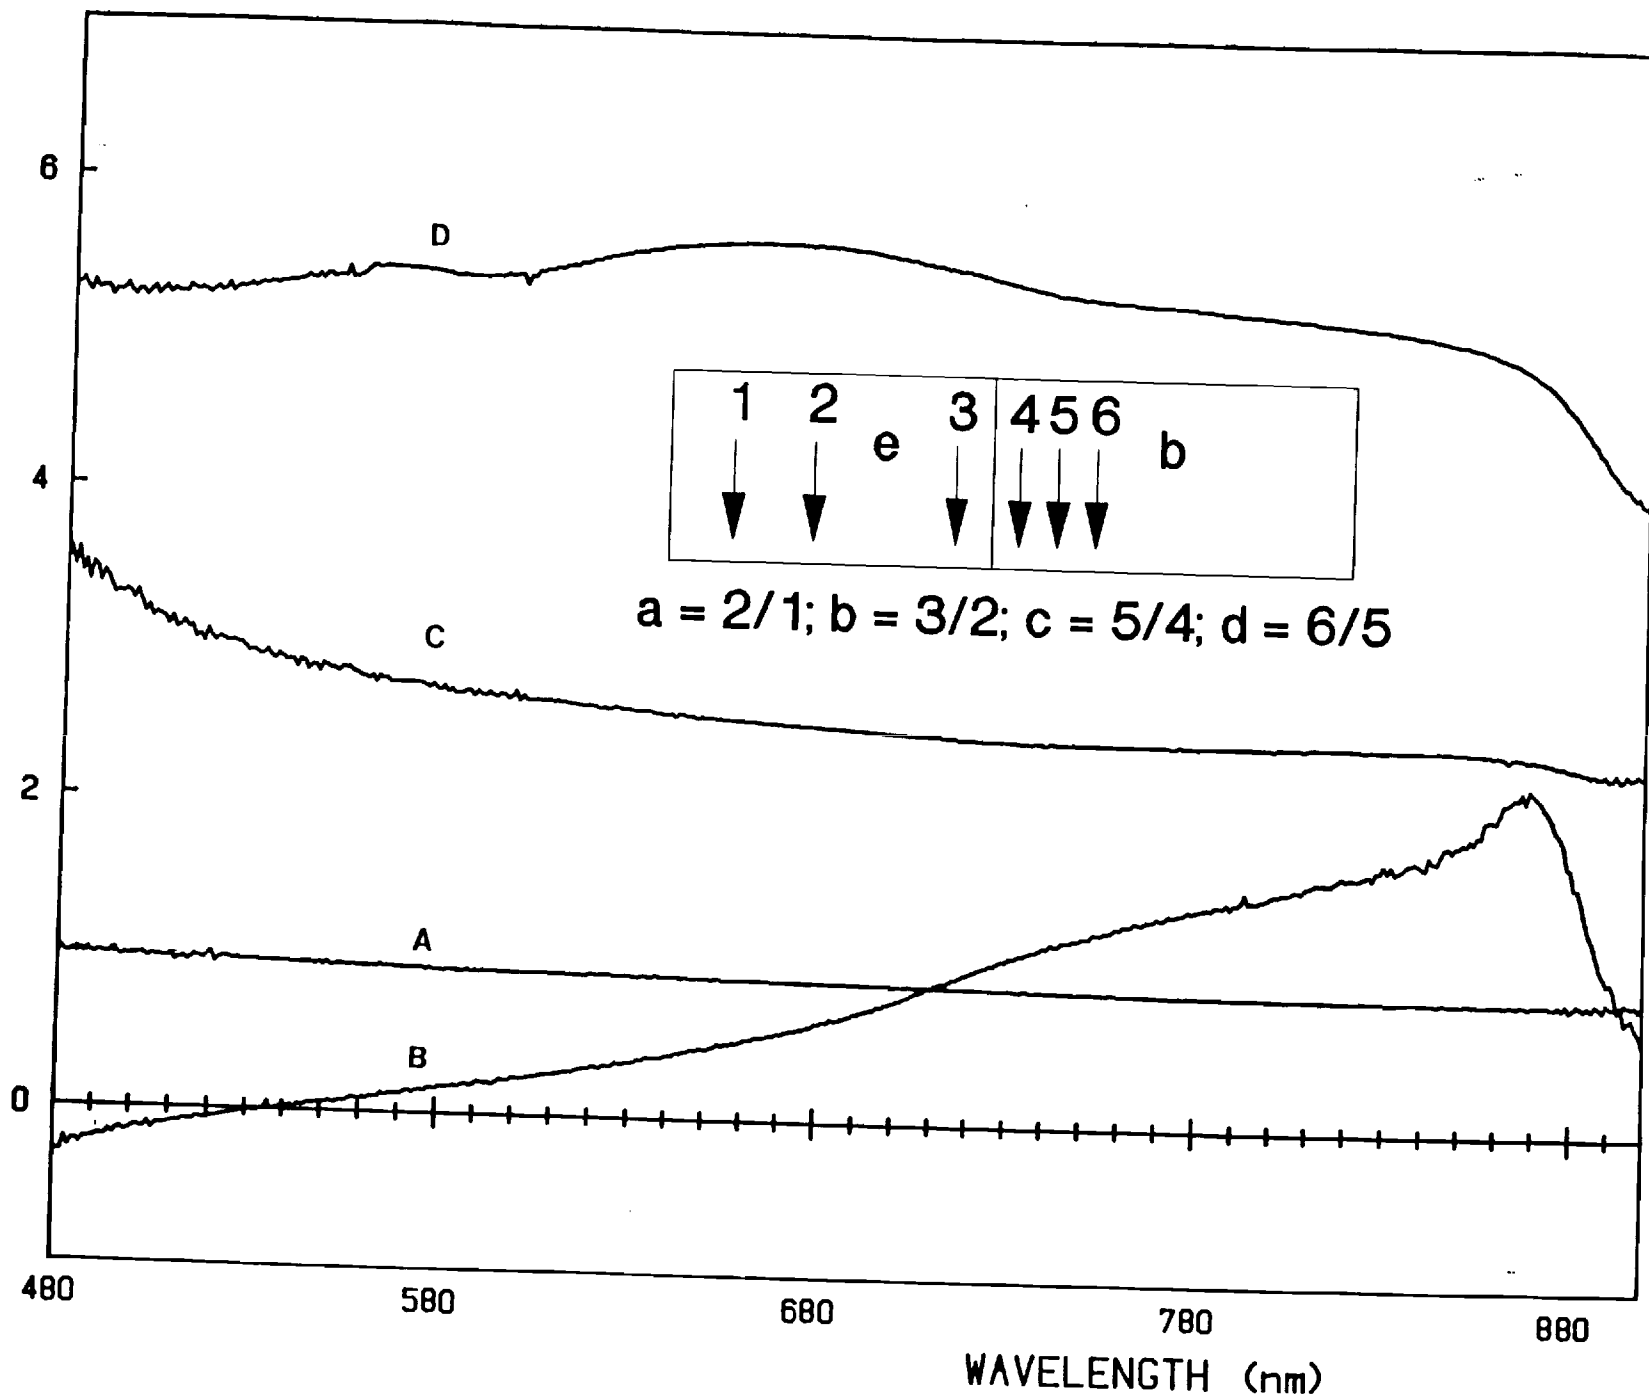 6
D
1 2 3 4 5 6
e b
4
a = 2/1; b = 3/2; c = 5/4; d = 6/5
C
2
A
B
0
480 580 680 780 880
WAVELENGTH (nm)